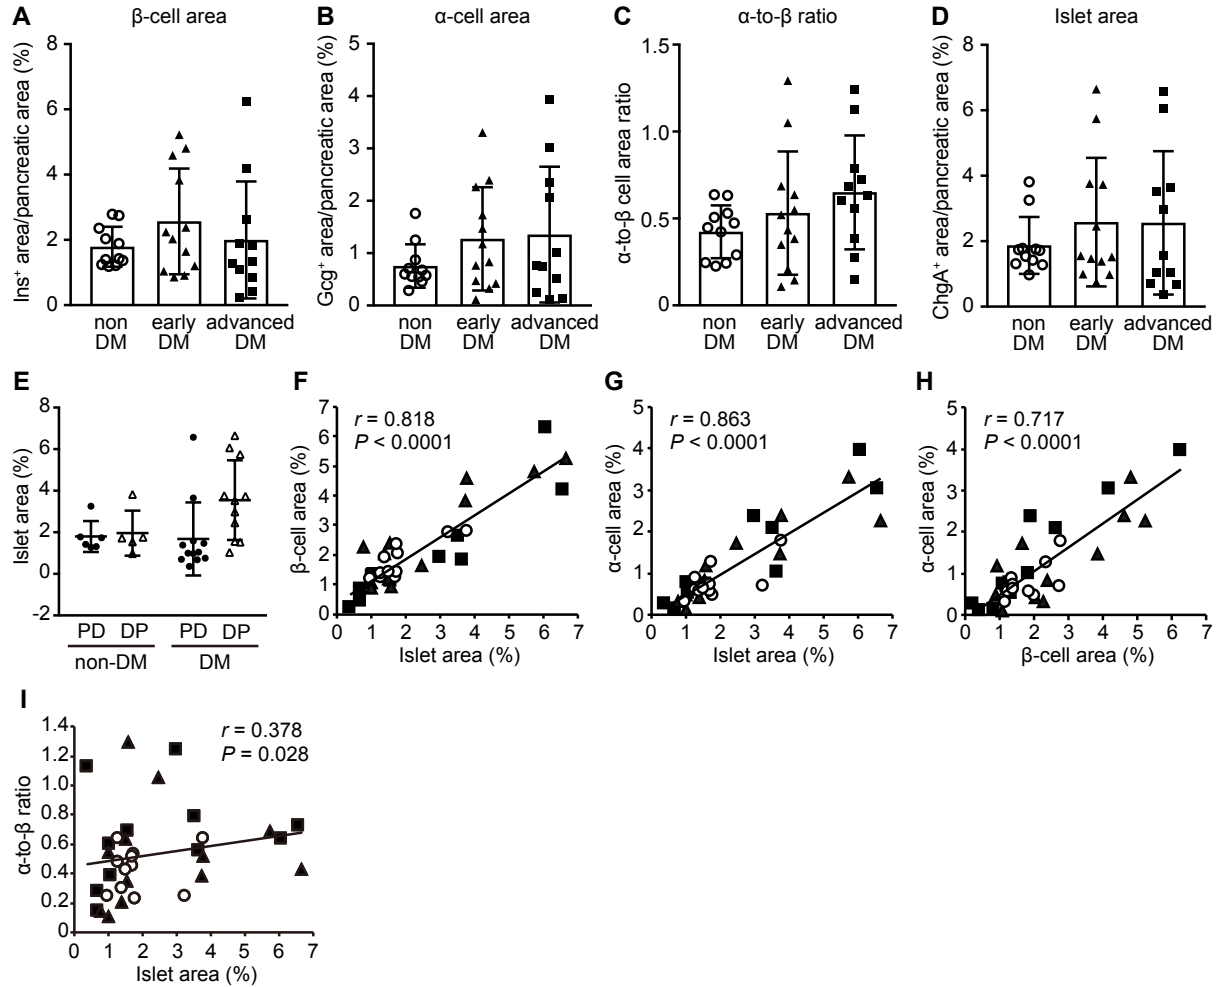 A β-cell area
Ins⁺ area/pancreatic area (%)
8
6
4
2
0
non DM
early DM
advanced DM
B α-cell area
Gcg⁺ area/pancreatic area (%)
5
4
3
2
1
0
non DM
early DM
advanced DM
C α-to-β ratio
α-to-β cell area ratio
1.5
1.0
0.5
0
non DM
early DM
advanced DM
D Islet area
ChgA⁺ area/pancreatic area (%)
8
6
4
2
0
non DM
early DM
advanced DM
E
Islet area (%)
8
6
4
2
0
-2
PD DP PD DP
non-DM DM
F
r = 0.818
P < 0.0001
β-cell area (%)
7
6
5
4
3
2
1
0
0 1 2 3 4 5 6 7
Islet area (%)
G
r = 0.863
P < 0.0001
α-cell area (%)
5
4
3
2
1
0
0 1 2 3 4 5 6 7
Islet area (%)
H
r = 0.717
P < 0.0001
α-cell area (%)
5
4
3
2
1
0
0 1 2 3 4 5 6 7
β-cell area (%)
I
r = 0.378
P = 0.028
α-to-β ratio
1.4
1.2
1.0
0.8
0.6
0.4
0.2
0
0 1 2 3 4 5 6 7
Islet area (%)